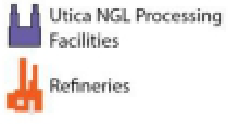 Utica NGL Processing
Facilities
Refineries